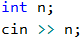 int n;
cin >> n;